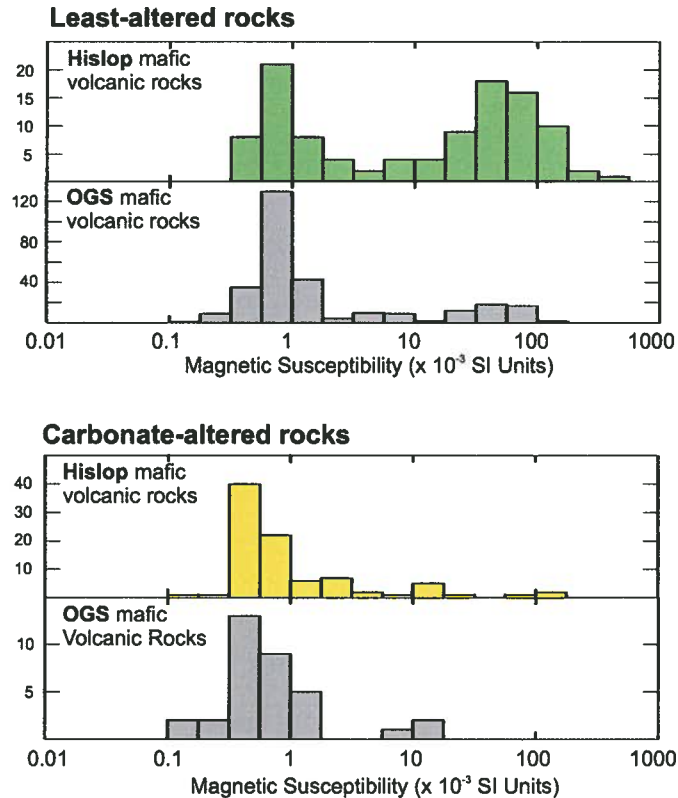 Least-altered rocks
Hislop mafic
volcanic rocks
20
15
10
5
OGS mafic
volcanic rocks
120
80
40
0.01 0.1 1 10 100 1000
Magnetic Susceptibility (x 10⁻³ SI Units)
Carbonate-altered rocks
Hislop mafic
volcanic rocks
40
30
20
10
OGS mafic
Volcanic Rocks
10
5
0.01 0.1 1 10 100 1000
Magnetic Susceptibility (x 10⁻³ SI Units)